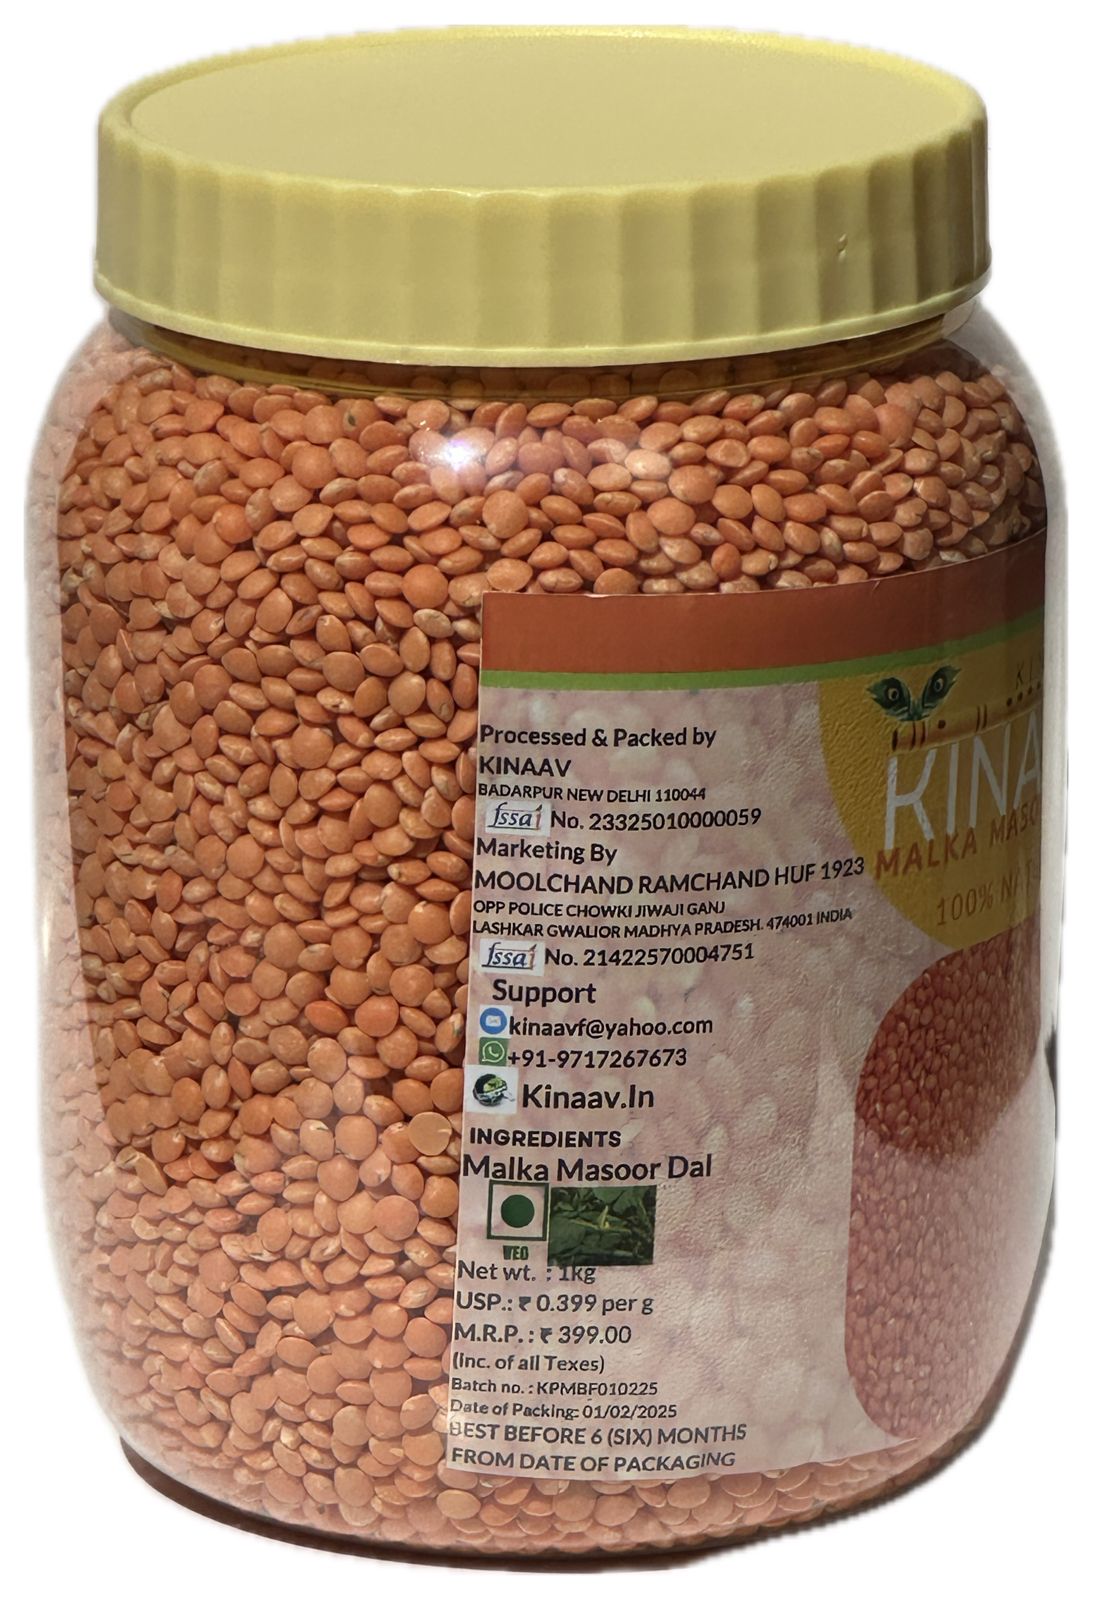 Processed & Packed by
KINAAV
BADARPUR NEW DELHI 110044
fssai No. 23325010000059
Marketing By
MOOLCHAND RAMCHAND HUF 1923
OPP POLICE CHOWKI JIWAJI GANJ
LASHKAR GWALIOR MADHYA PRADESH. 474001 INDIA
fssai No. 21422570004751
Support
kinaavf@yahoo.com
+91-9717267673
Kinaav.In
INGREDIENTS
Malka Masoor Dal
VEG
Net wt. : 1kg
USP.: ₹ 0.399 per g
M.R.P. : ₹ 399.00
(Inc. of all Texes)
Batch no. : KPMBF010225
Date of Packing: 01/02/2025
BEST BEFORE 6 (SIX) MONTHS
FROM DATE OF PACKAGING
KINA
MALKA MASO
100%